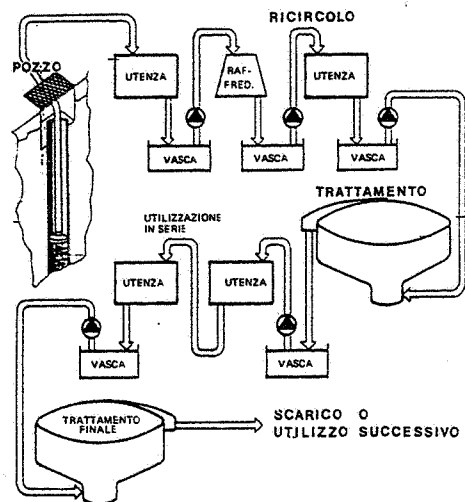 RICIRCOLO
POZZO
UTENZA
RAF-
FRED.
UTENZA
VASCA
VASCA
VASCA
TRATTAMENTO
UTILIZZAZIONE
IN SERIE
UTENZA
UTENZA
VASCA
VASCA
TRATTAMENTO
FINALE
SCARICO O
UTILIZZO SUCCESSIVO